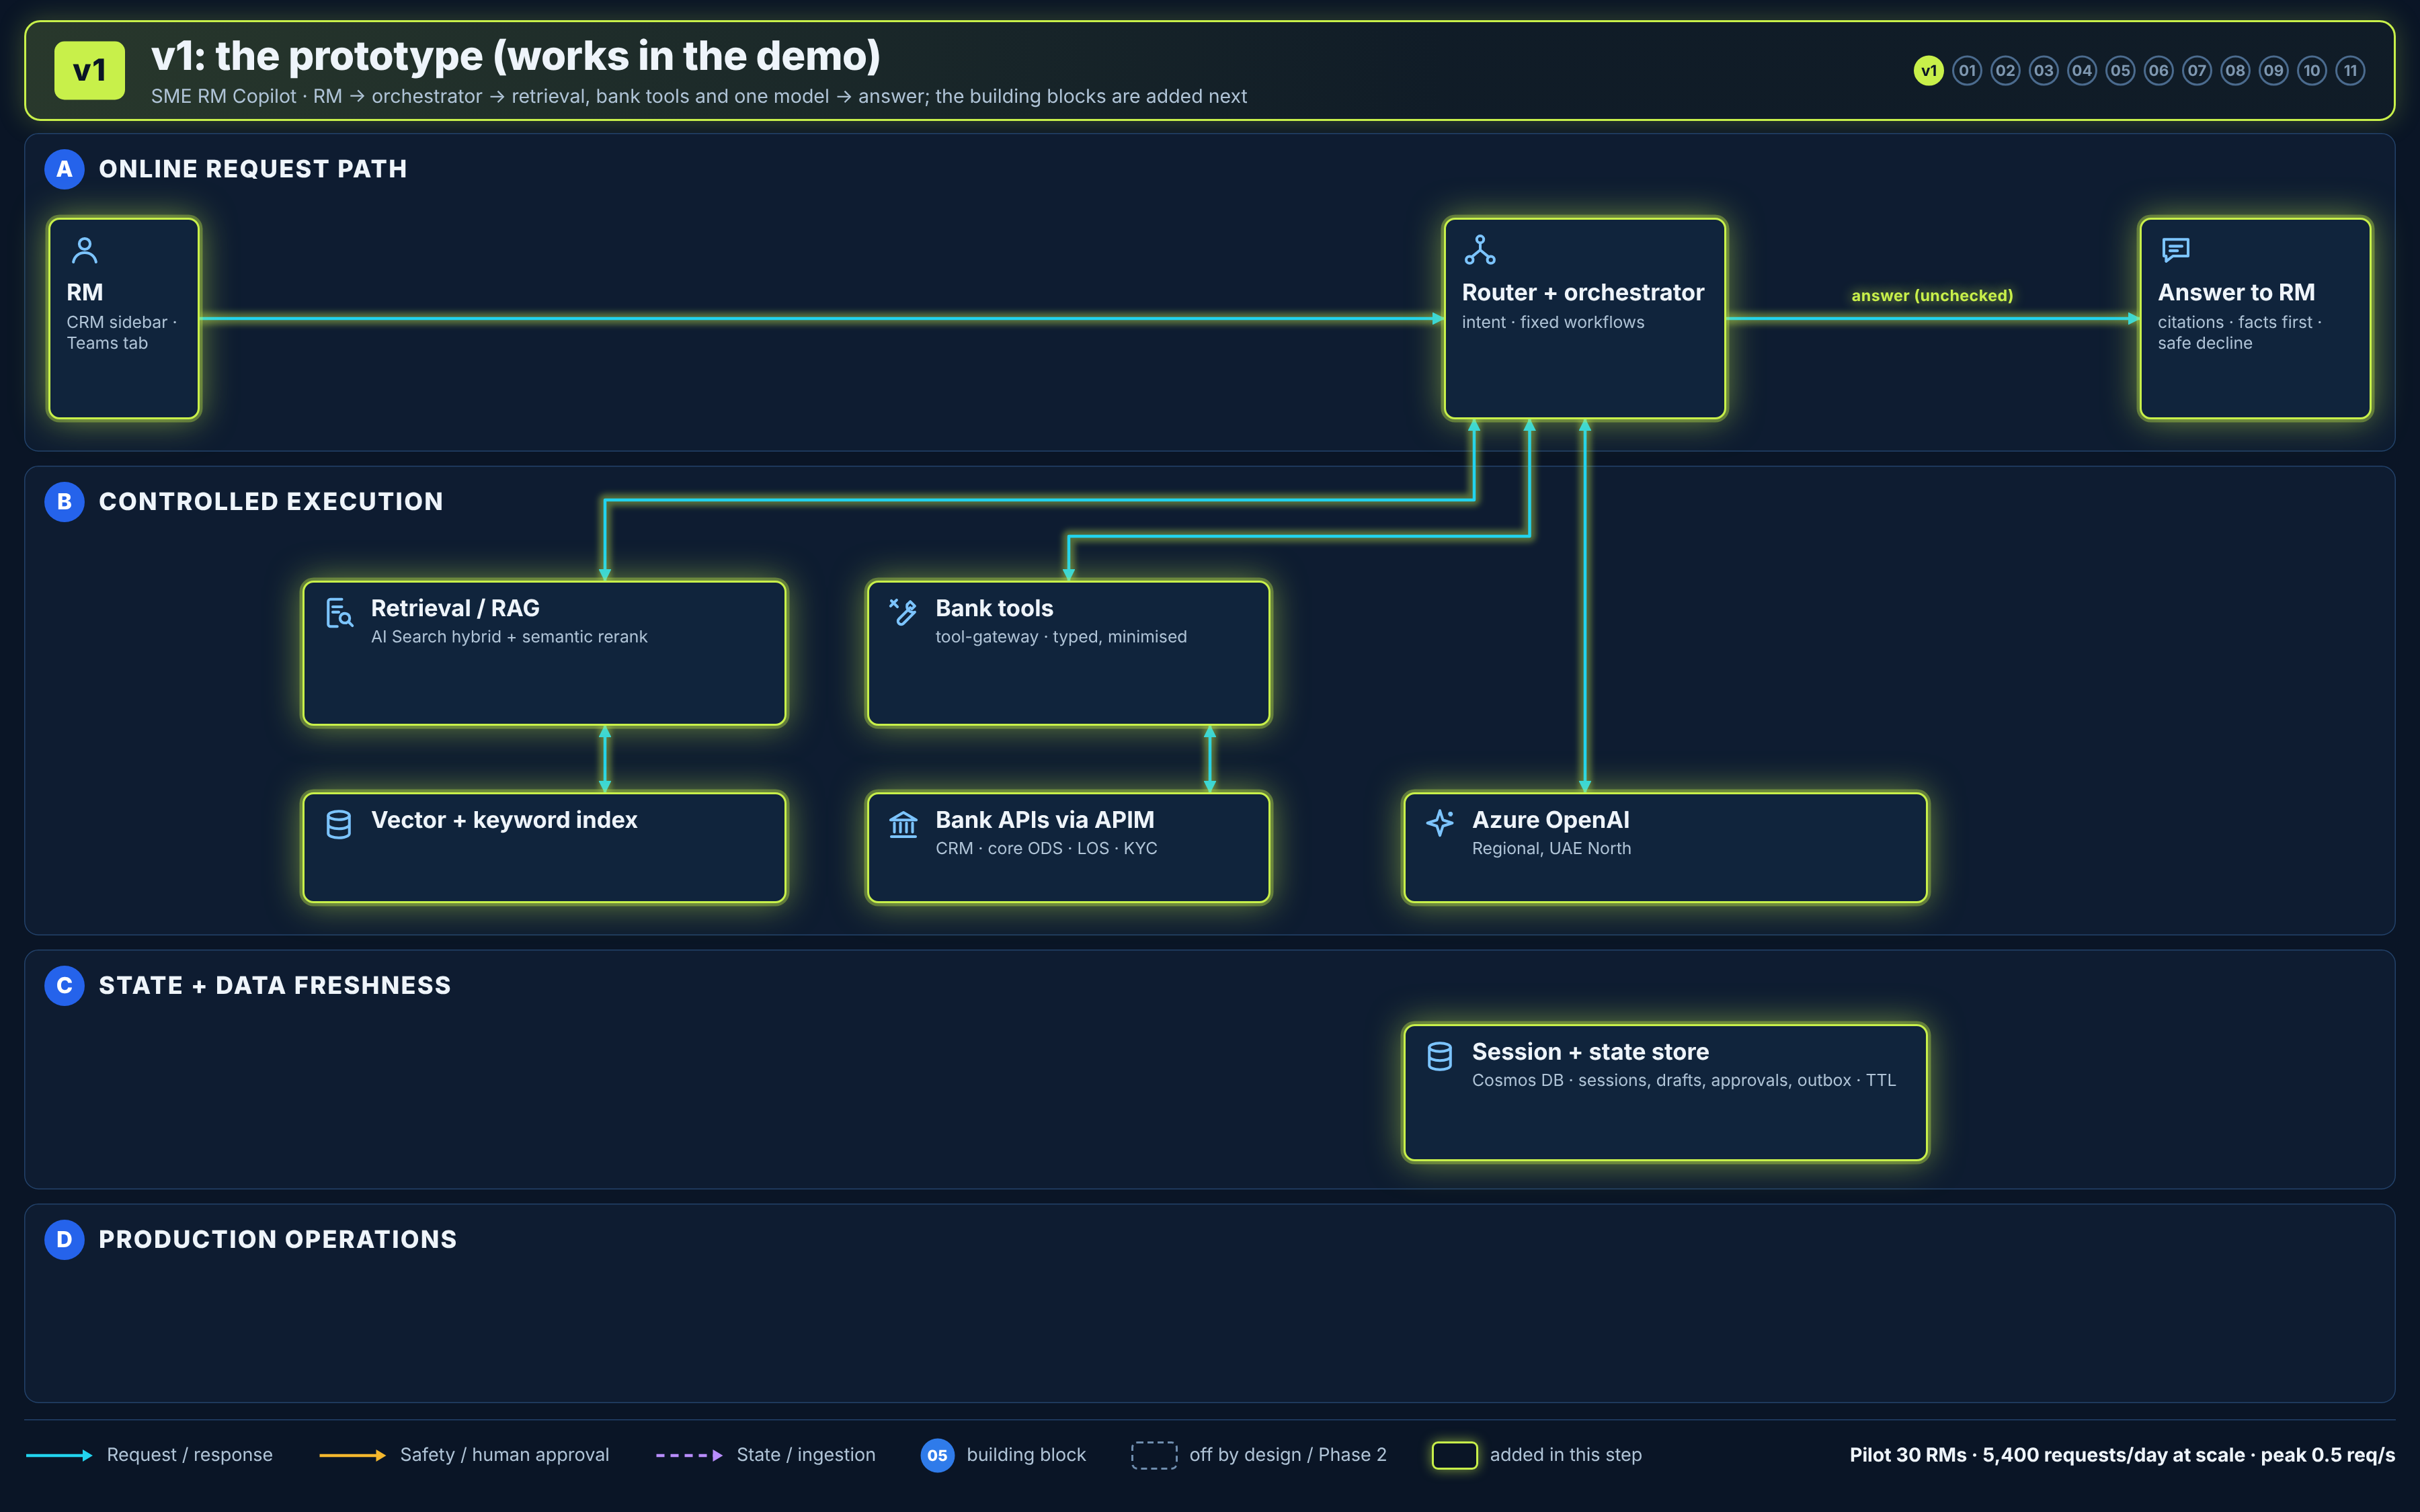 v1
v1: the prototype (works in the demo)
SME RM Copilot · RM → orchestrator → retrieval, bank tools and one model → answer; the building blocks are added next
v1 01 02 03 04 05 06 07 08 09 10 11
A ONLINE REQUEST PATH
RM
CRM sidebar ·
Teams tab
Router + orchestrator
intent · fixed workflows
answer (unchecked)
Answer to RM
citations · facts first ·
safe decline
B CONTROLLED EXECUTION
Retrieval / RAG
AI Search hybrid + semantic rerank
Bank tools
tool-gateway · typed, minimised
Vector + keyword index
Bank APIs via APIM
CRM · core ODS · LOS · KYC
Azure OpenAI
Regional, UAE North
C STATE + DATA FRESHNESS
Session + state store
Cosmos DB · sessions, drafts, approvals, outbox · TTL
D PRODUCTION OPERATIONS
Request / response
Safety / human approval
State / ingestion
05 building block
off by design / Phase 2
added in this step
Pilot 30 RMs · 5,400 requests/day at scale · peak 0.5 req/s